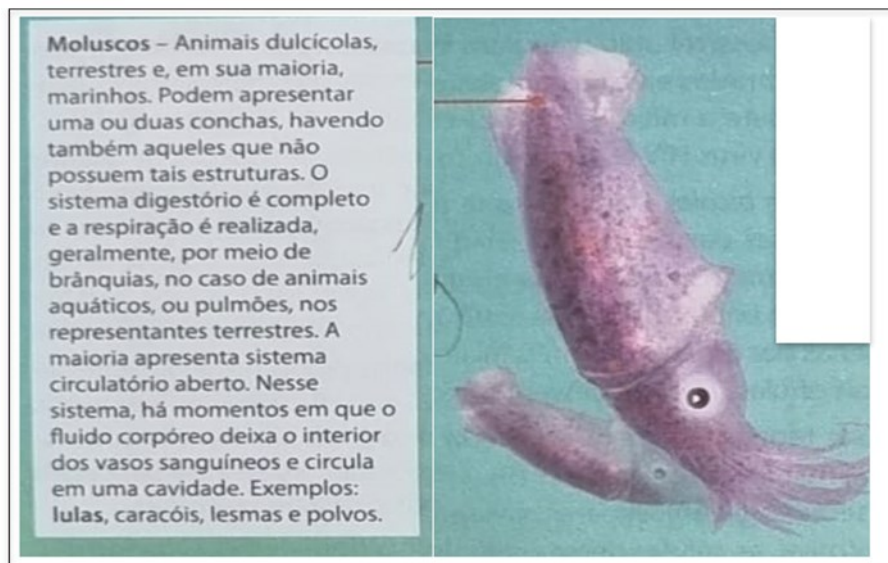 Moluscos – Animais dulcícolas,
terrestres e, em sua maioria,
marinhos. Podem apresentar
uma ou duas conchas, havendo
também aqueles que não
possuem tais estruturas. O
sistema digestório é completo
e a respiração é realizada,
geralmente, por meio de
brânquias, no caso de animais
aquáticos, ou pulmões, nos
representantes terrestres. A
maioria apresenta sistema
circulatório aberto. Nesse
sistema, há momentos em que o
fluido corpóreo deixa o interior
dos vasos sanguíneos e circula
em uma cavidade. Exemplos:
lulas, caracóis, lesmas e polvos.